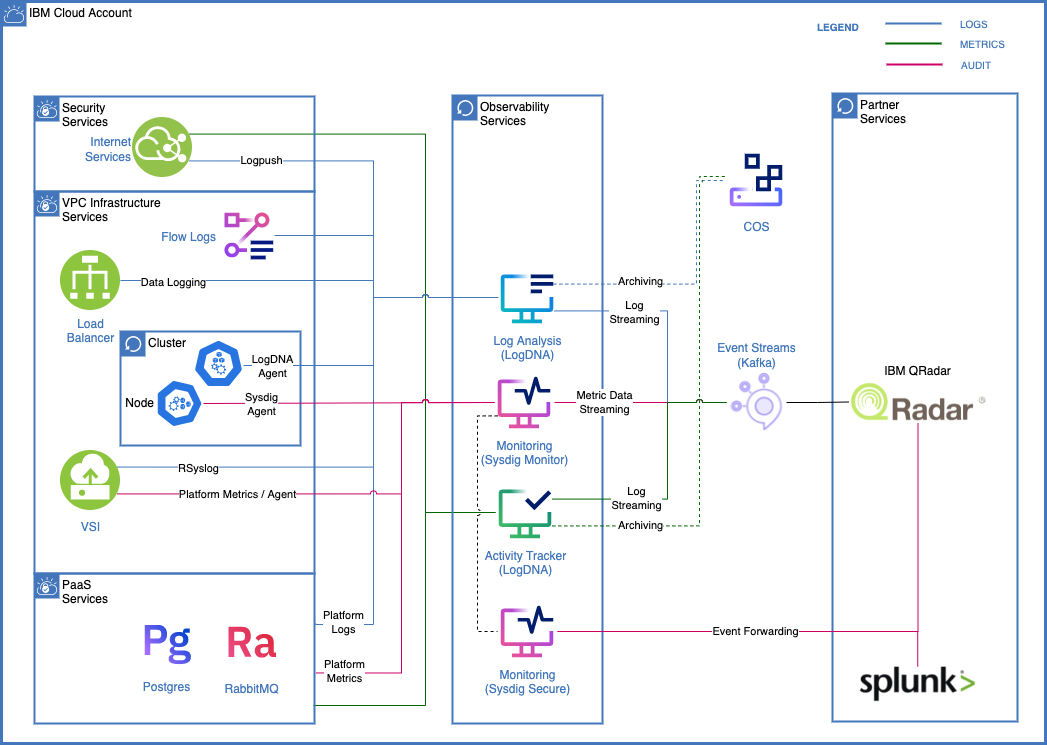 IBM Cloud Account
LEGEND
LOGS
METRICS
AUDIT
Security
Services
Internet
Services
Logpush
VPC Infrastructure
Services
Flow Logs
Data Logging
Load
Balancer
Cluster
LogDNA
Agent
Node
Sysdig
Agent
RSyslog
Platform Metrics / Agent
VSI
PaaS
Services
Pg
Postgres
Ra
RabbitMQ
Platform
Logs
Platform
Metrics
Observability
Services
Log Analysis
(LogDNA)
Monitoring
(Sysdig Monitor)
Activity Tracker
(LogDNA)
Monitoring
(Sysdig Secure)
Archiving
Log
Streaming
Metric Data
Streaming
Log
Streaming
Archiving
Event Forwarding
COS
Event Streams
(Kafka)
Partner
Services
IBM QRadar
QRadar ®
splunk>